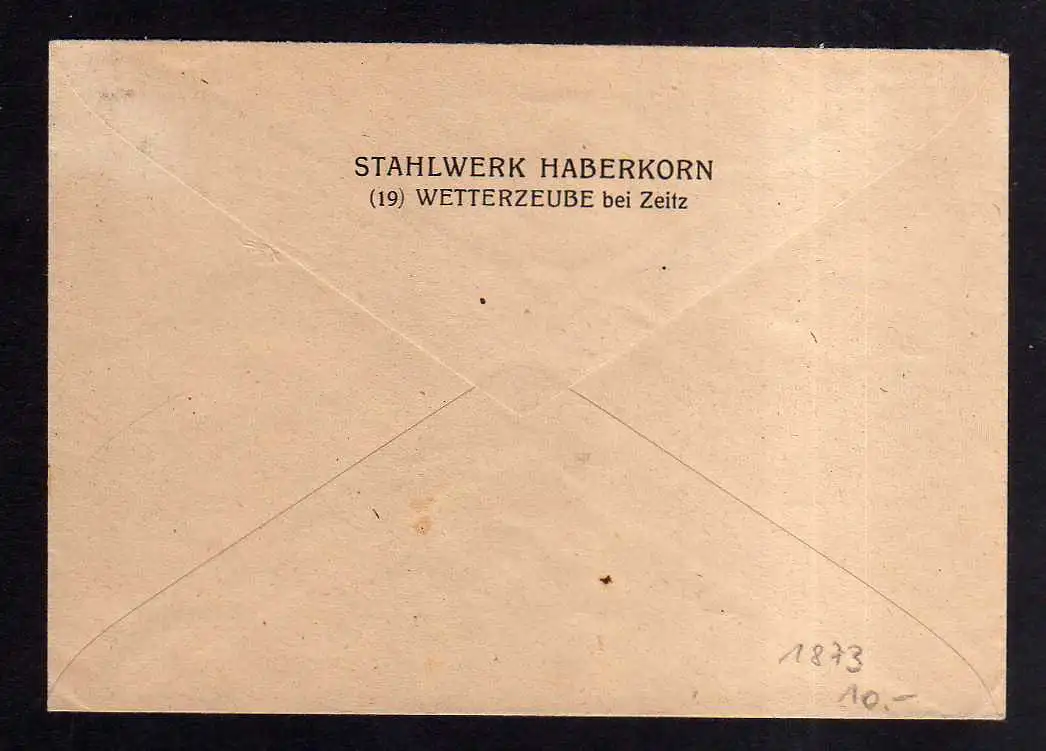 STAHLWERK HABERKORN
(19) WETTERZEUBE bei Zeitz
1873
10.-